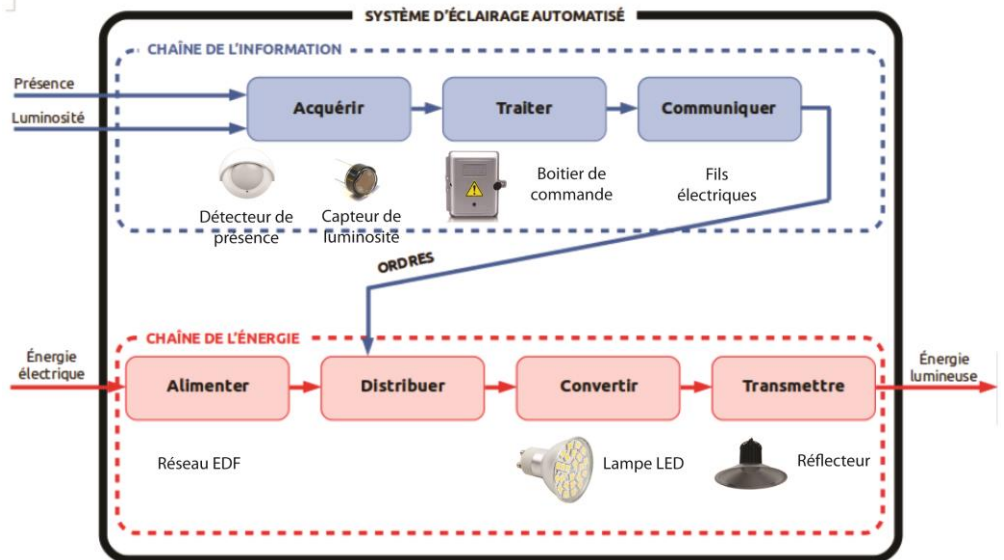 SYSTÈME D'ÉCLAIRAGE AUTOMATISÉ
CHAÎNE DE L'INFORMATION
Présence
Luminosité
Acquérir
Traiter
Communiquer
Détecteur de
présence
Capteur de
luminosité
Boitier de
commande
Fils
électriques
ORDRES
CHAÎNE DE L'ÉNERGIE
Énergie
électrique
Alimenter
Distribuer
Convertir
Transmettre
Énergie
lumineuse
Réseau EDF
Lampe LED
Réflecteur